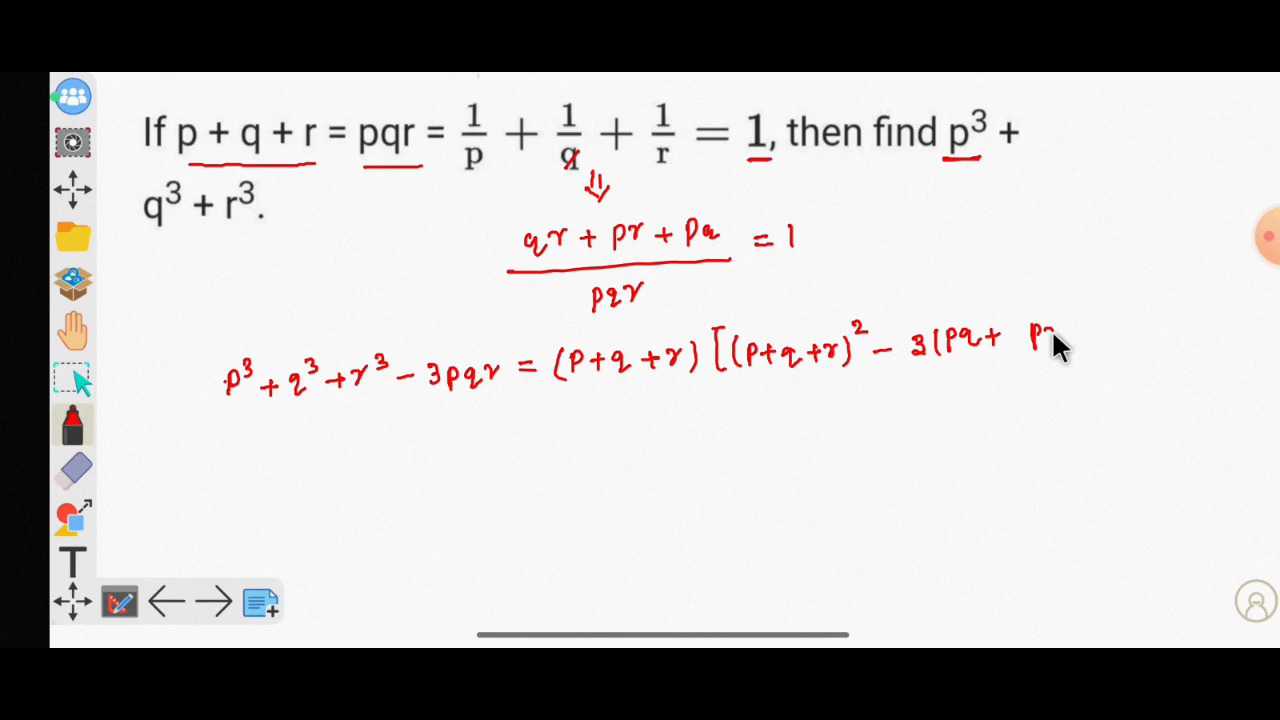 If p + q + r = pqr = 1/p + 1/q + 1/r = 1, then find p³ +
q³ + r³.
(qr + pr + pq)/pqr = 1
p³ + q³ + r³ - 3pqr = (p+q+r) [(p+q+r)² - 3(pq+ pr
T